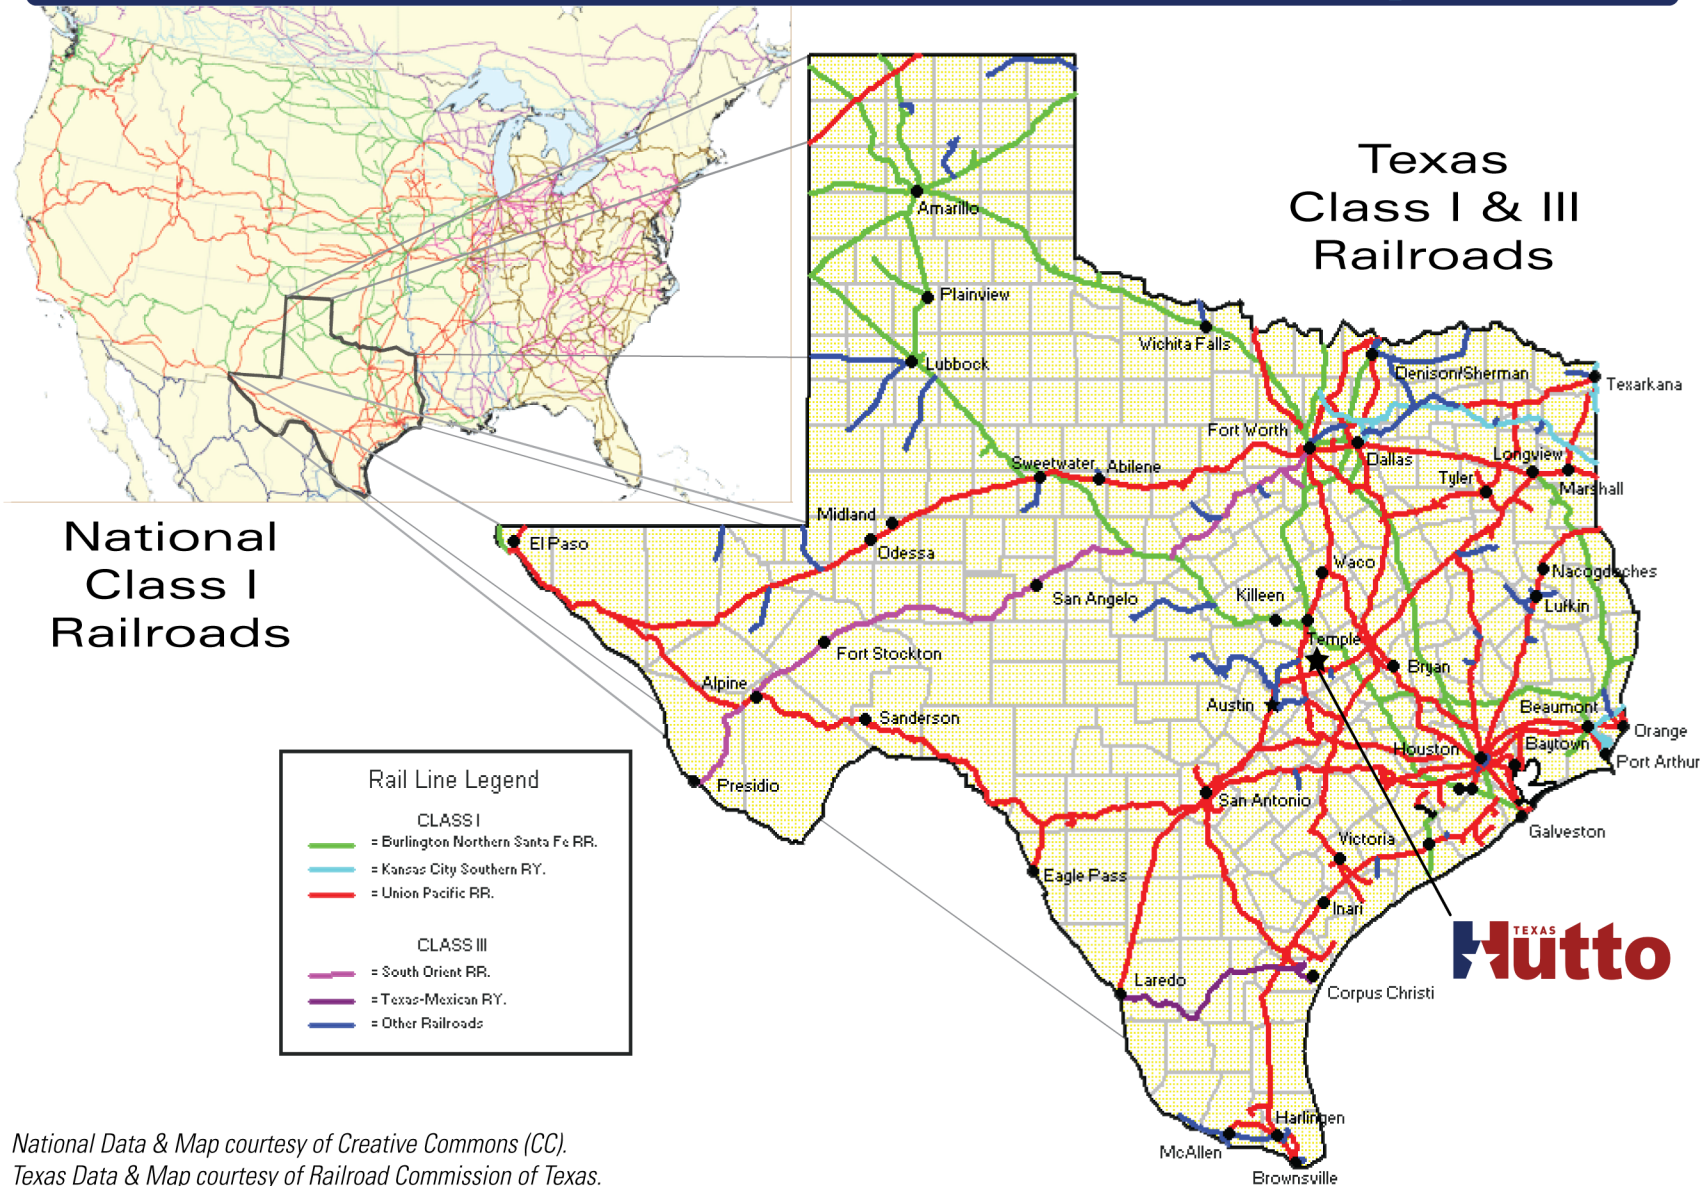 Texas
Class I & III
Railroads
National
Class I
Railroads
Amarillo
Plainview
Lubbock
Wichita Falls
Denison/Sherman
Texarkana
Fort Worth
Dallas
Longview
Tyler
Marshall
Sweetwater
Abilene
Midland
Odessa
El Paso
Waco
Nacogdoches
Killeen
Lufkin
San Angelo
Temple
Fort Stockton
Bryan
Alpine
Austin
Sanderson
Beaumont
Orange
Houston
Baytown
Port Arthur
Presidio
San Antonio
Galveston
Victoria
Eagle Pass
Inari
Laredo
Corpus Christi
Harlingen
McAllen
Brownsville
TEXAS
Hutto
Rail Line Legend
CLASS I
= Burlington Northern Santa Fe RR.
= Kansas City Southern RY.
= Union Pacific RR.
CLASS III
= South Orient RR.
= Texas-Mexican RY.
= Other Railroads
National Data & Map courtesy of Creative Commons (CC).
Texas Data & Map courtesy of Railroad Commission of Texas.